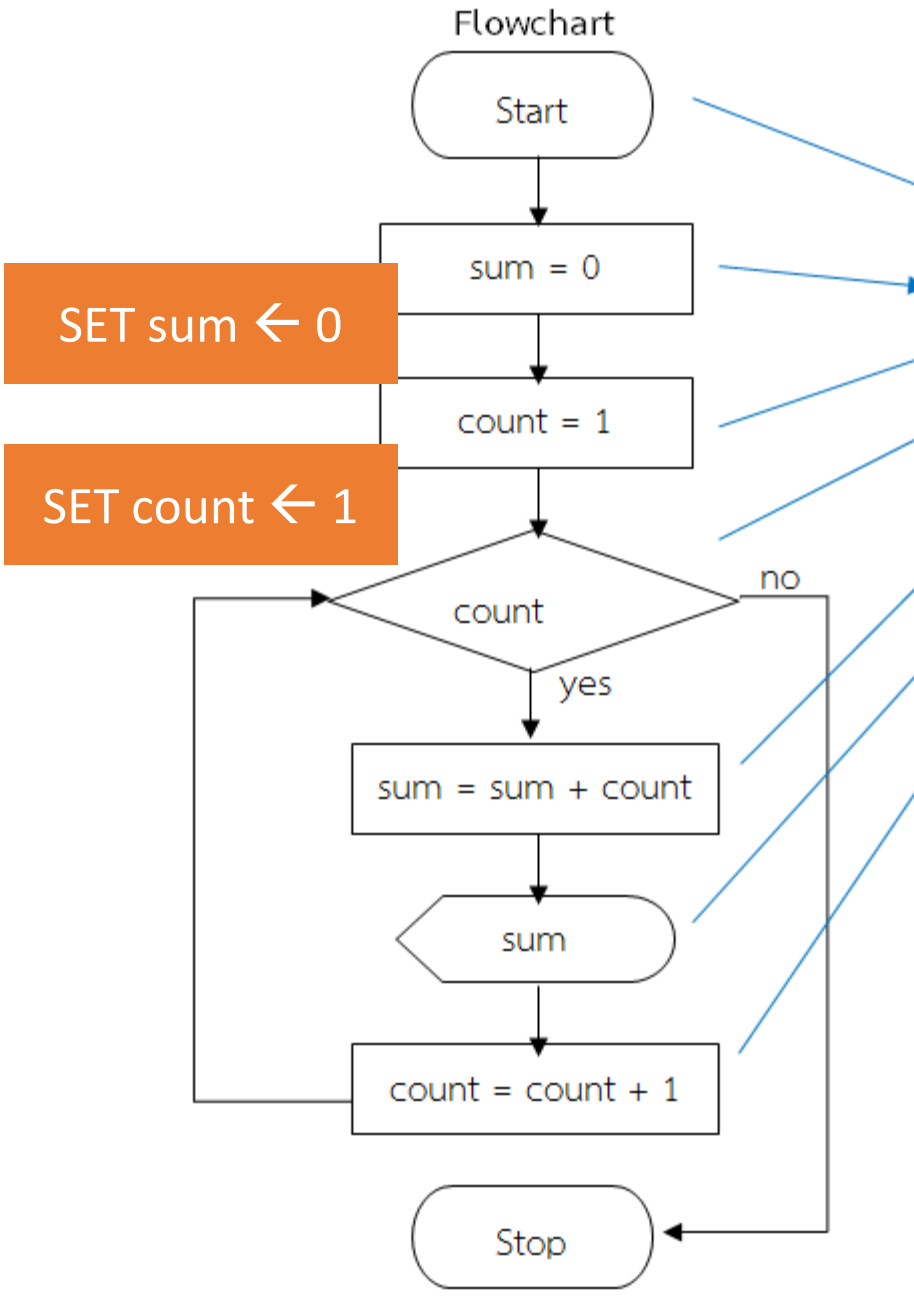 Flowchart
Start
sum = 0
SET sum ← 0
count = 1
SET count ← 1
count
no
yes
sum = sum + count
sum
count = count + 1
Stop